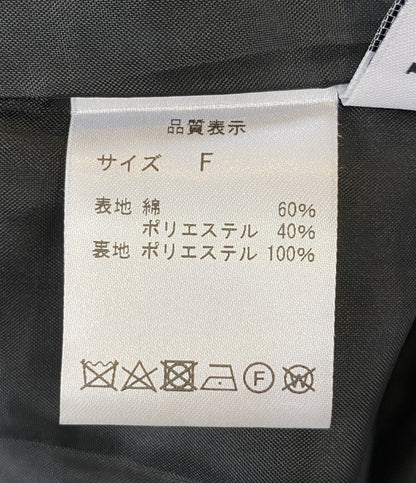 品質表示
サイズ F
表地 綿 60%
ポリエステル 40%
裏地 ポリエステル 100%
F W